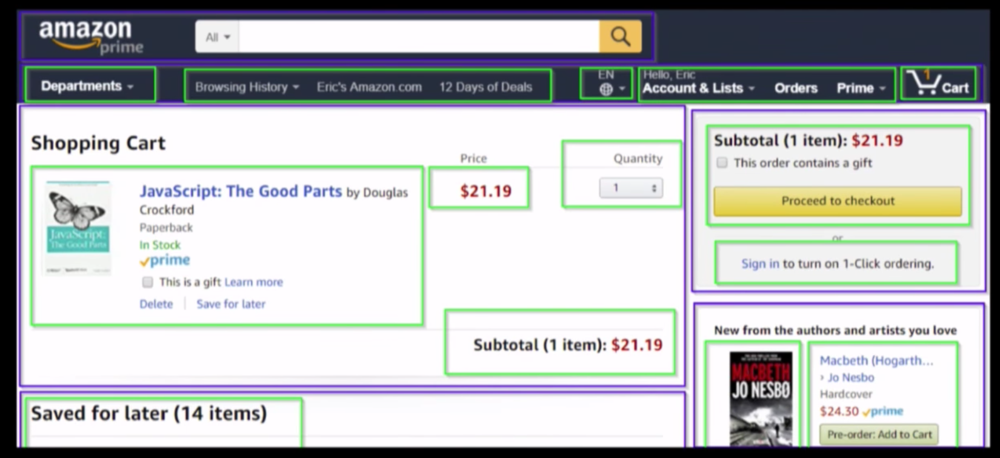 amazon
prime
All
Departments
Browsing History
Eric's Amazon.com
12 Days of Deals
EN
Hello, Eric
Account & Lists
Orders
Prime
1
Cart
Shopping Cart
Price
Quantity
JavaScript: The Good Parts by Douglas
Crockford
Paperback
In Stock
prime
This is a gift Learn more
Delete
Save for later
$21.19
1
JavaScript:
The Good Parts
Subtotal (1 item): $21.19
Saved for later (14 items)
Subtotal (1 item): $21.19
This order contains a gift
Proceed to checkout
or
Sign in to turn on 1-Click ordering.
New from the authors and artists you love
MACBETH
JO NESBO
Macbeth (Hogarth...
› Jo Nesbo
Hardcover
$24.30 prime
Pre-order: Add to Cart